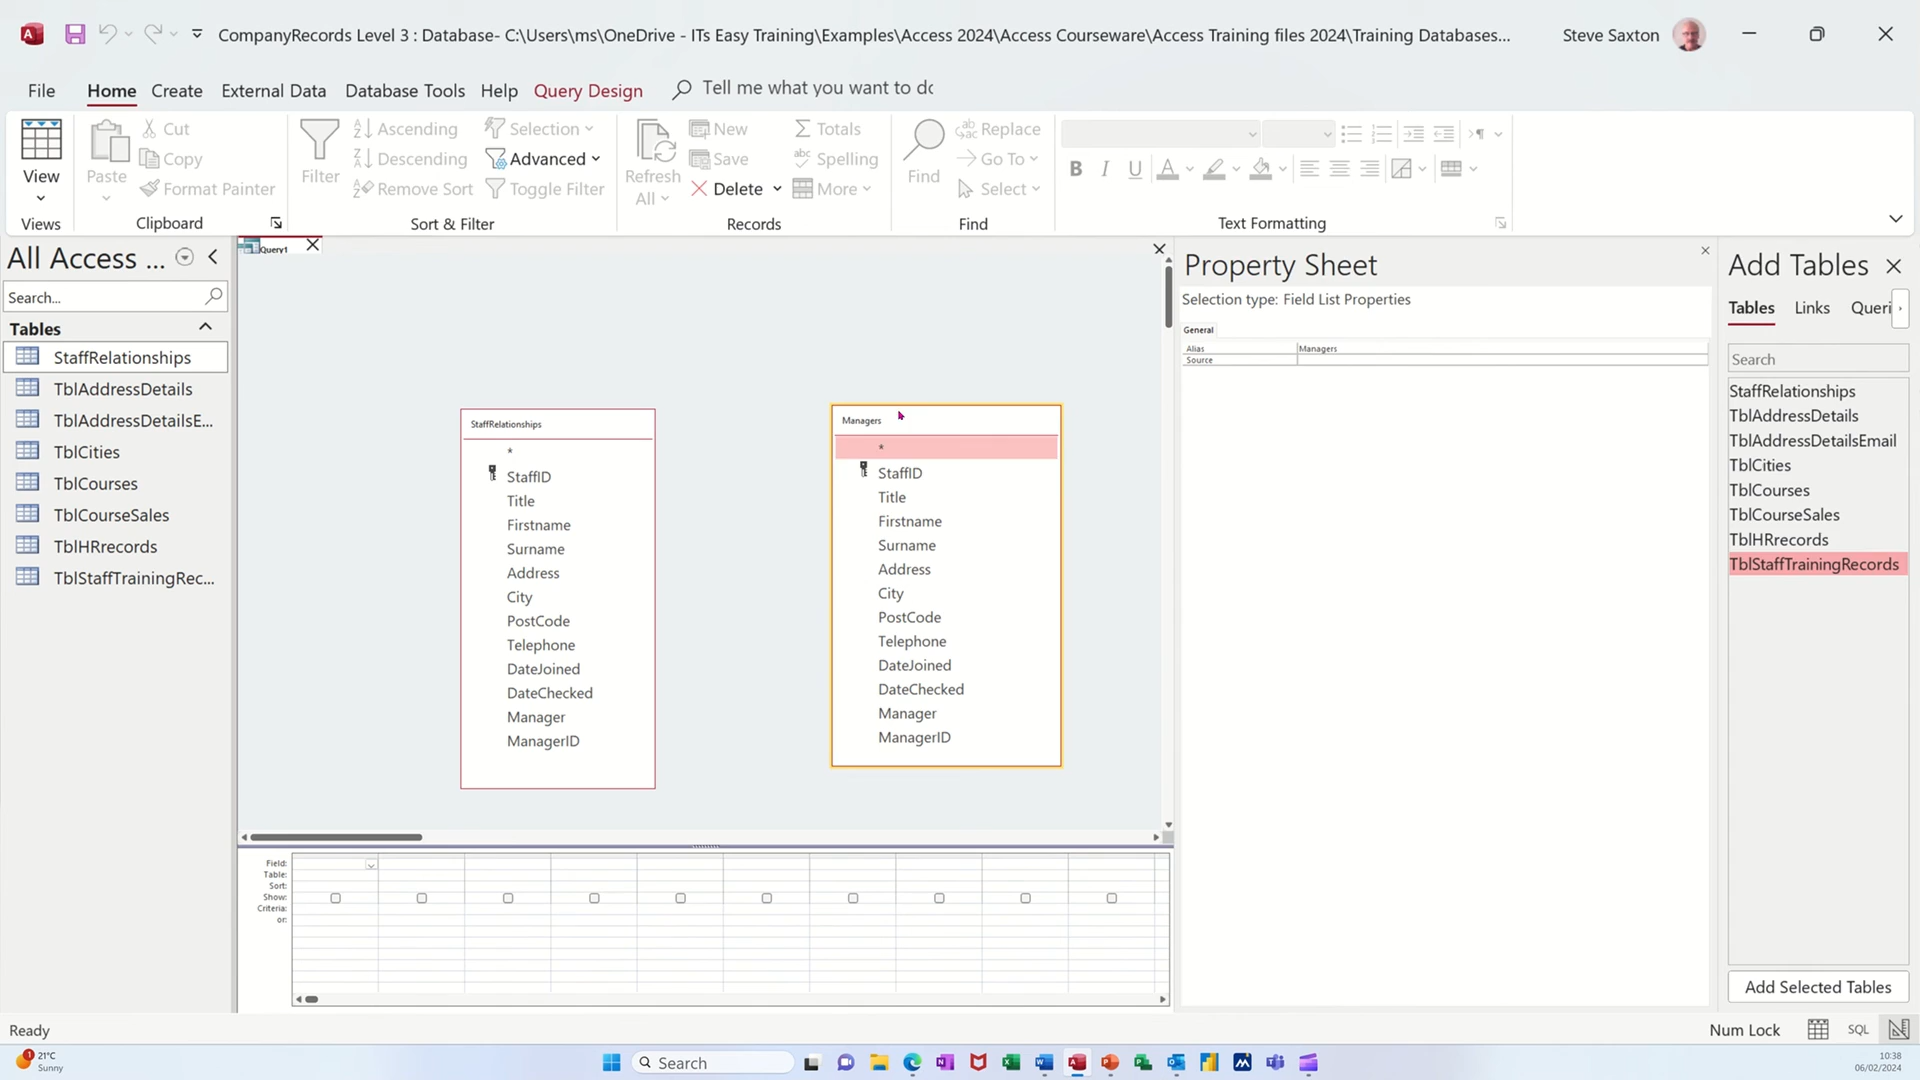 CompanyRecords Level 3 : Database- C:\Users\ms\OneDrive - ITs Easy Training\Examples\Access 2024\Access Courseware\Access Training files 2024\Training Databases...
Steve Saxton
File
Home
Create
External Data
Database Tools
Help
Query Design
Tell me what you want to do
View
Views
Paste
Cut
Copy
Format Painter
Clipboard
Filter
Ascending
Descending
Remove Sort
Selection
Advanced
Toggle Filter
Sort & Filter
Refresh
All
New
Save
Delete
Totals
Spelling
More
Records
Find
Replace
Go To
Select
Find
B I U A
Text Formatting
All Access ...
Search...
Tables
StaffRelationships
TblAddressDetails
TblAddressDetailsE...
TblCities
TblCourses
TblCourseSales
TblHRrecords
TblStaffTrainingRec...
Query1
StaffRelationships
*
StaffID
Title
Firstname
Surname
Address
City
PostCode
Telephone
DateJoined
DateChecked
Manager
ManagerID
Managers
*
StaffID
Title
Firstname
Surname
Address
City
PostCode
Telephone
DateJoined
DateChecked
Manager
ManagerID
Field:
Table:
Sort:
Show:
Criteria:
or:
Property Sheet
Selection type: Field List Properties
General
Alias Managers
Source
Add Tables
Tables Links Queri
Search
StaffRelationships
TblAddressDetails
TblAddressDetailsEmail
TblCities
TblCourses
TblCourseSales
TblHRrecords
TblStaffTrainingRecords
Add Selected Tables
Ready
Num Lock
SQL
1
21°C
Sunny
Search
10:38
06/02/2024